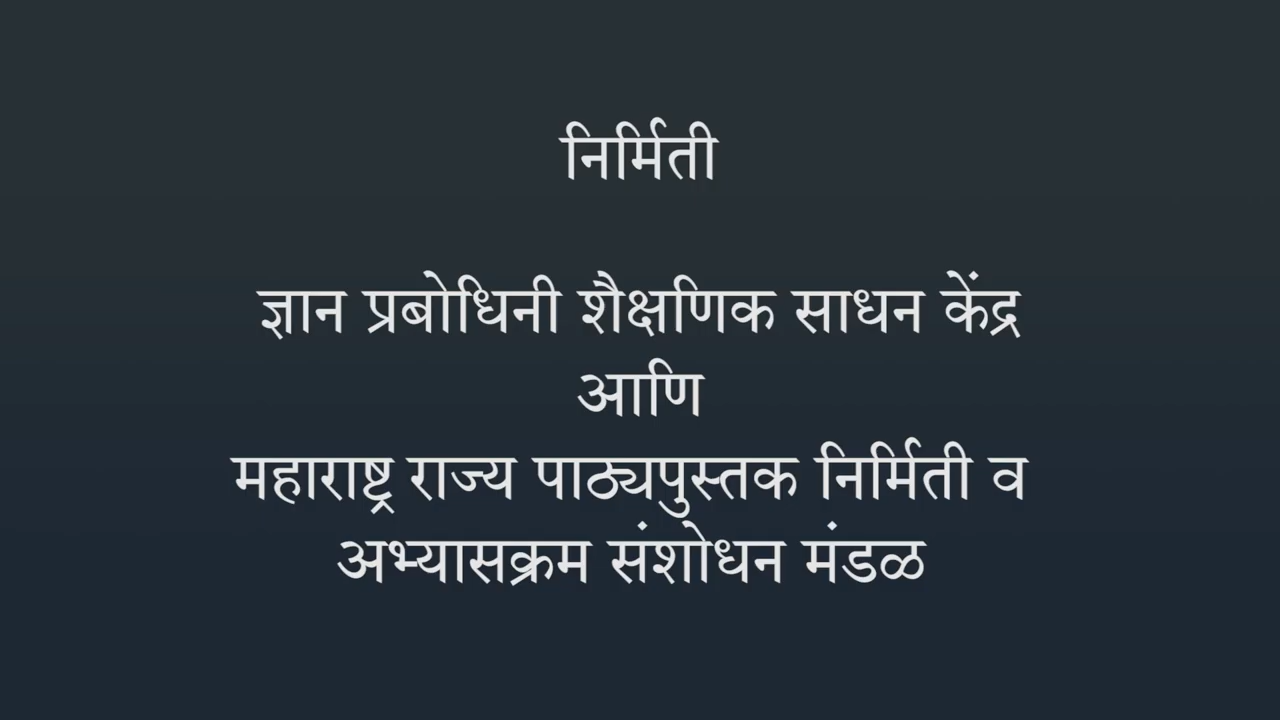 निर्मिती
ज्ञान प्रबोधिनी शैक्षणिक साधन केंद्र
आणि
महाराष्ट्र राज्य पाठ्यपुस्तक निर्मिती व
अभ्यासक्रम संशोधन मंडळ